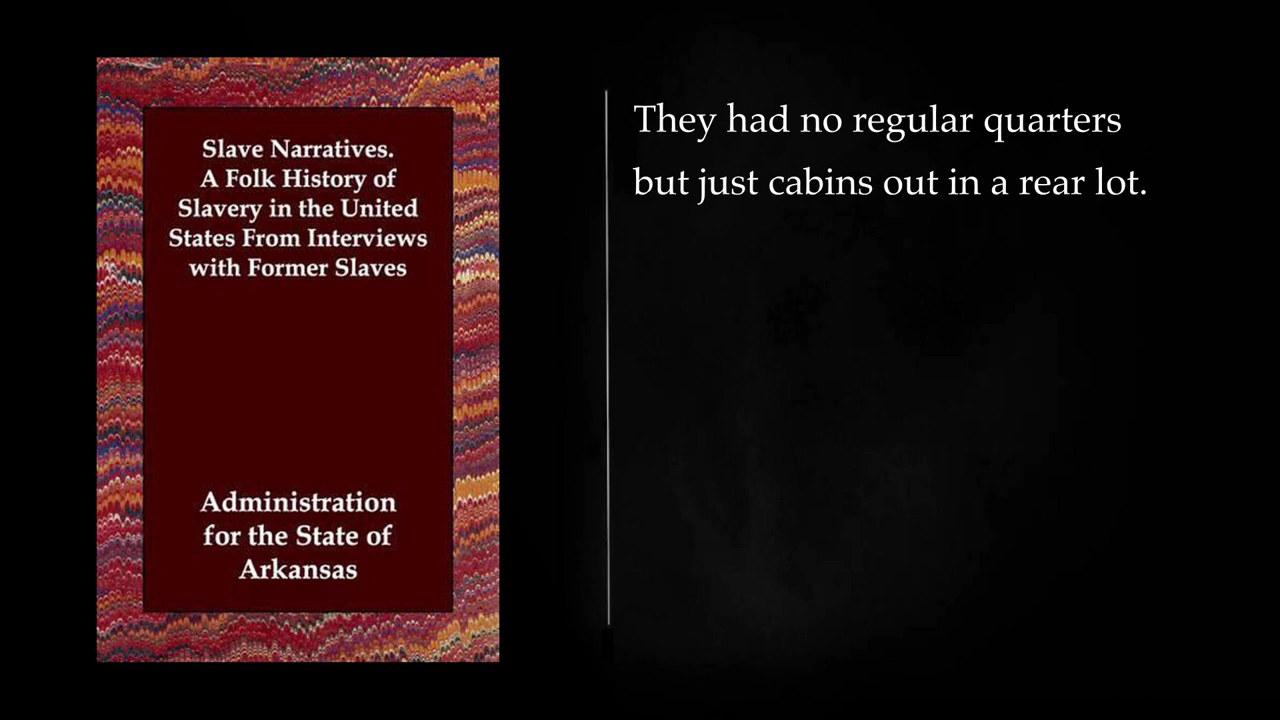 Slave Narratives.
A Folk History of
Slavery in the United
States From Interviews
with Former Slaves
Administration
for the State of
Arkansas
They had no regular quarters
but just cabins out in a rear lot.